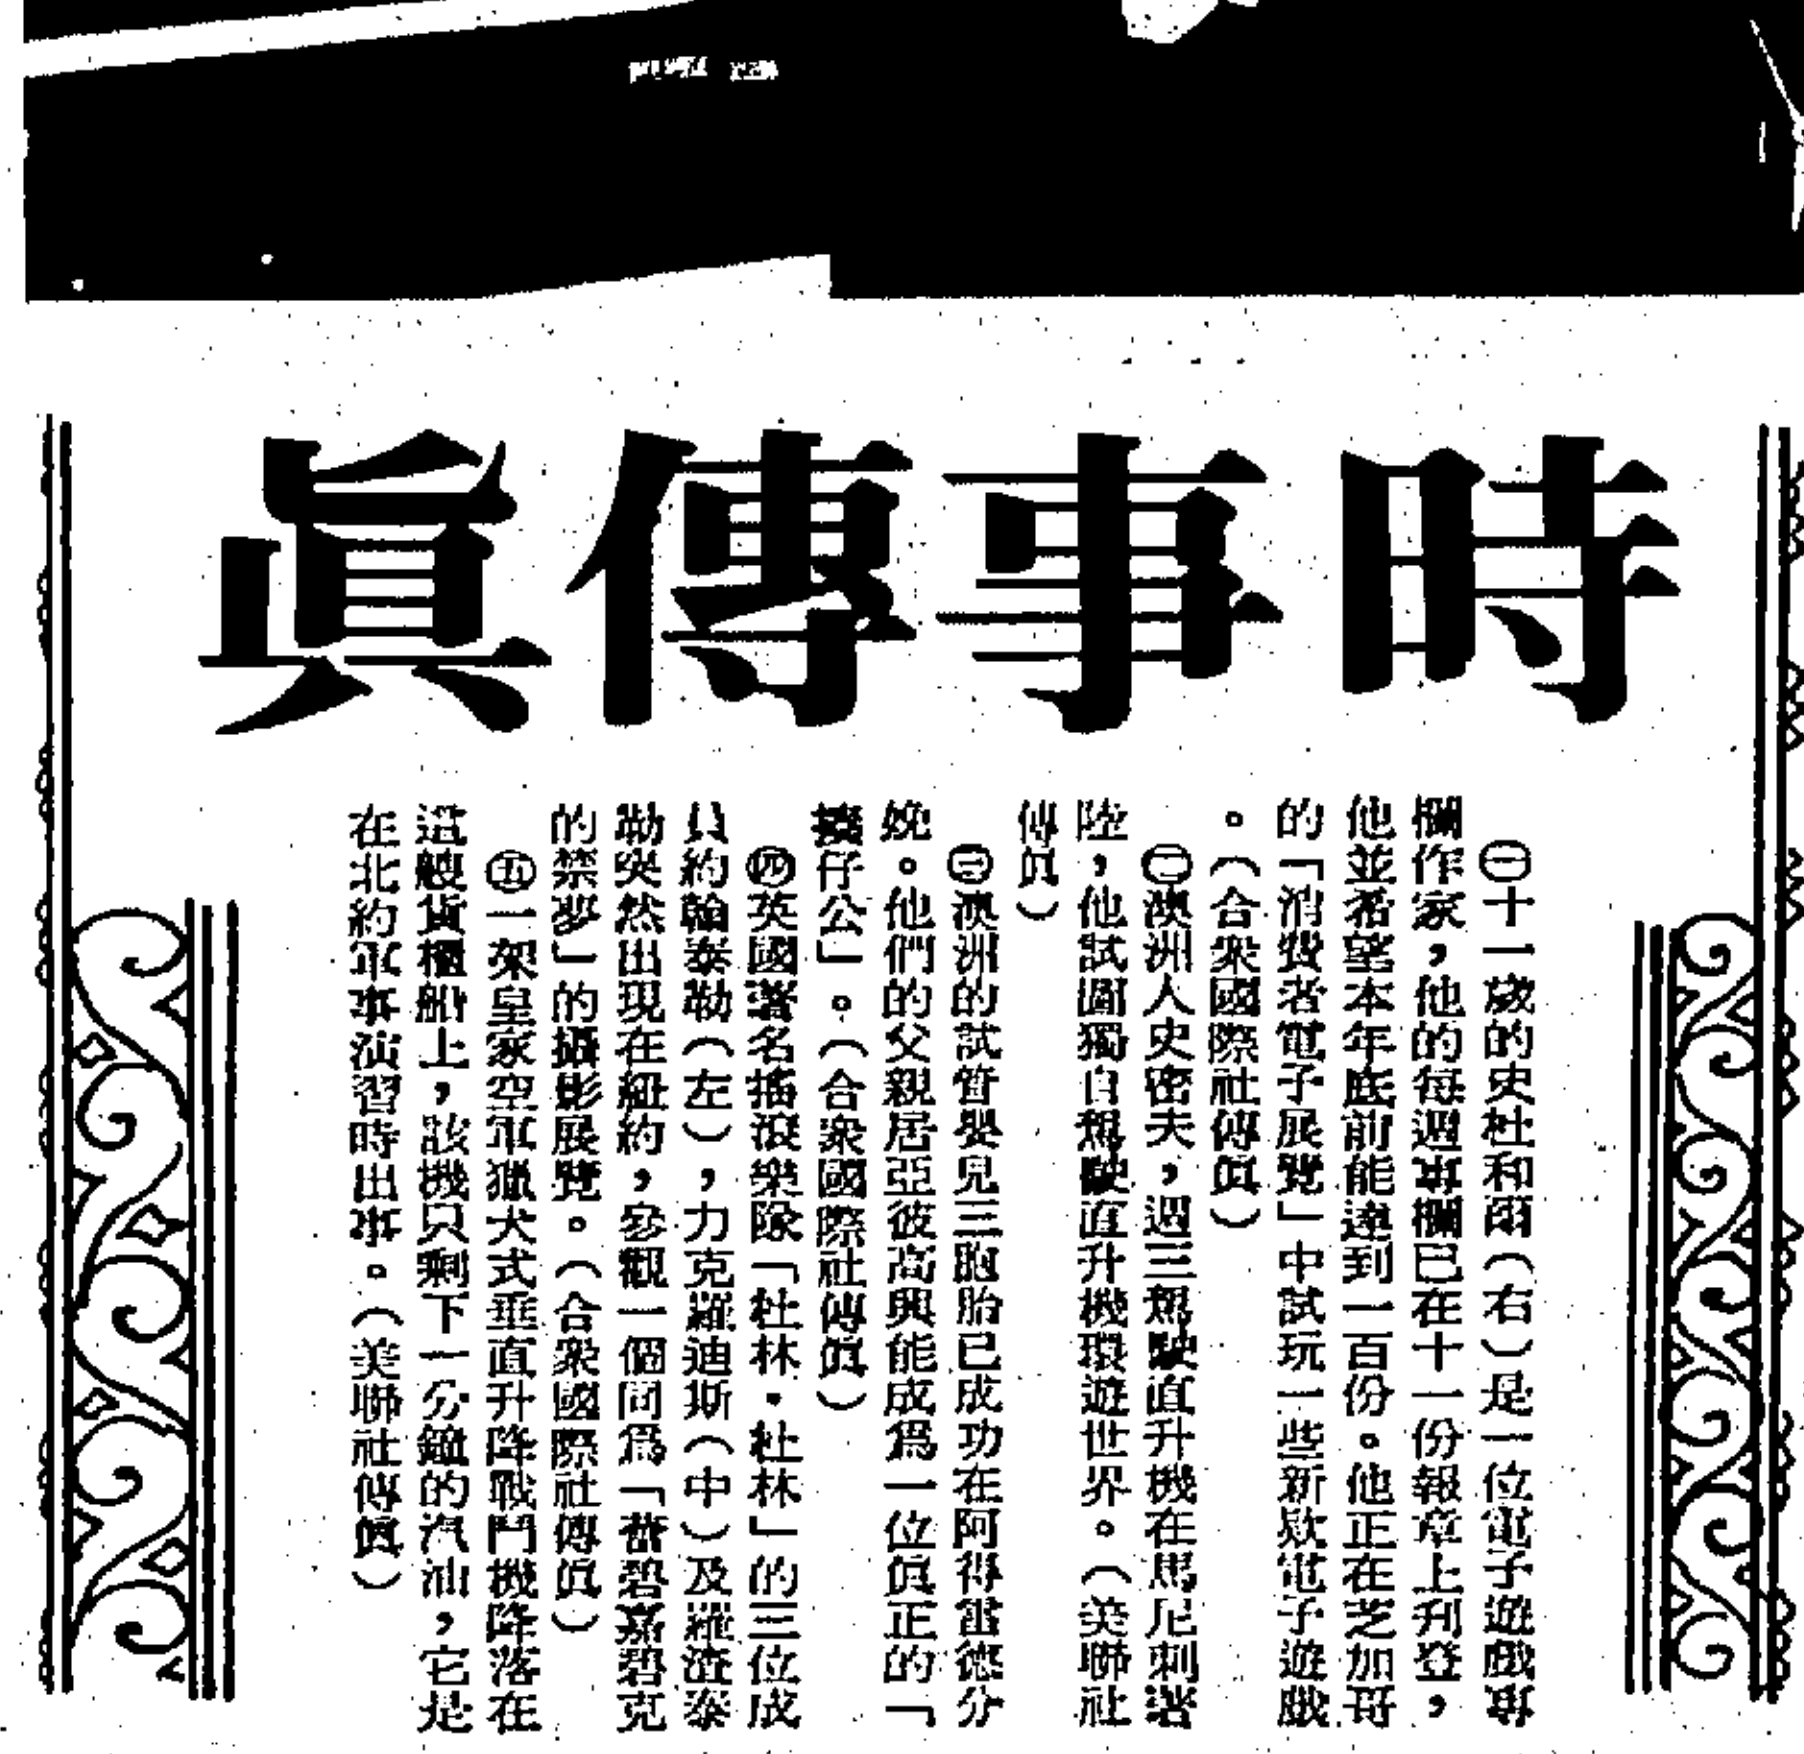 時事傳眞
㊀十一歲的史杜和爾（右）是一位電子遊戲專
欄作家，他的每週專欄已在十一份報章上刋登，
他並希望本年底前能達到一百份。他正在芝加哥
的「消費者電子展覽」中試玩一些新欵電子遊戲
。（合衆國際社傳眞）
㊁澳洲人史密夫，週三駕駛直升機在馬尼剌着
陸，他試圖獨自駕駛直升機環遊世界。（美聯社
傳眞）
㊂澳洲的試管嬰兒三胞胎已成功在阿得雷德分
娩。他們的父親居亞彼高興能成爲一位眞正的「
仔公」。（合衆國際社傳眞）
㊃英國著名搖滾樂隊「杜林・杜林」的三位成
員約翰泰勒（左），力克羅迪斯（中）及羅渣泰
勒突然出現在紐約，參觀一個同爲「普碧嘉碧克
的禁夢」的攝影展覽。（合衆國際社傳眞）
㊄一架皇家空軍獵犬式垂直升降戰鬥機降落在
這艘貨櫃船上，該機只剩下一分鐘的汽油，它是
在北約軍事演習時出事。（美聯社傳眞）